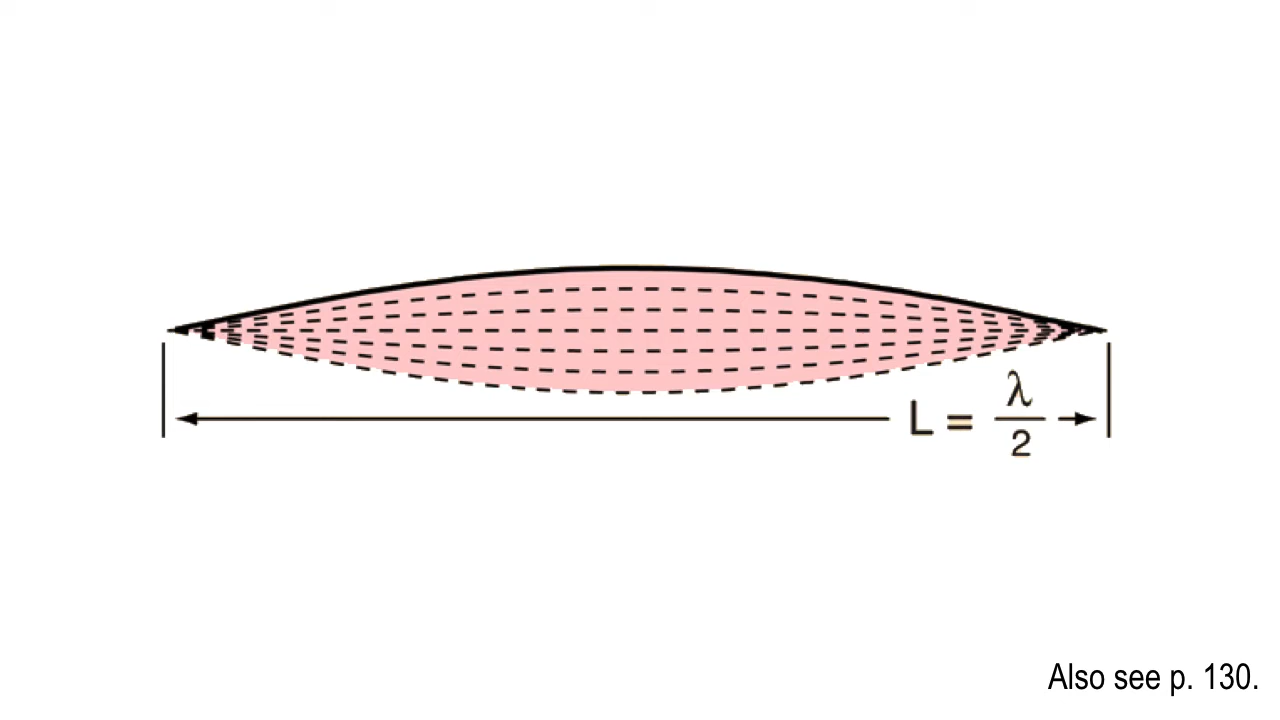 L = λ/2
Also see p. 130.